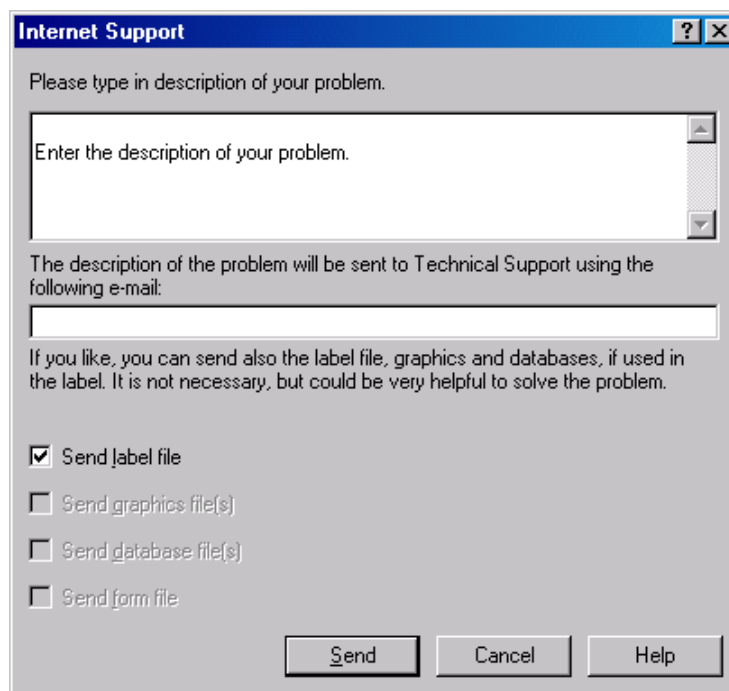 Internet Support
Please type in description of your problem.
Enter the description of your problem.
The description of the problem will be sent to Technical Support using the
following e-mail:
If you like, you can send also the label file, graphics and databases, if used in
the label. It is not necessary, but could be very helpful to solve the problem.
Send label file
Send graphics file(s)
Send database file(s)
Send form file
Send Cancel Help